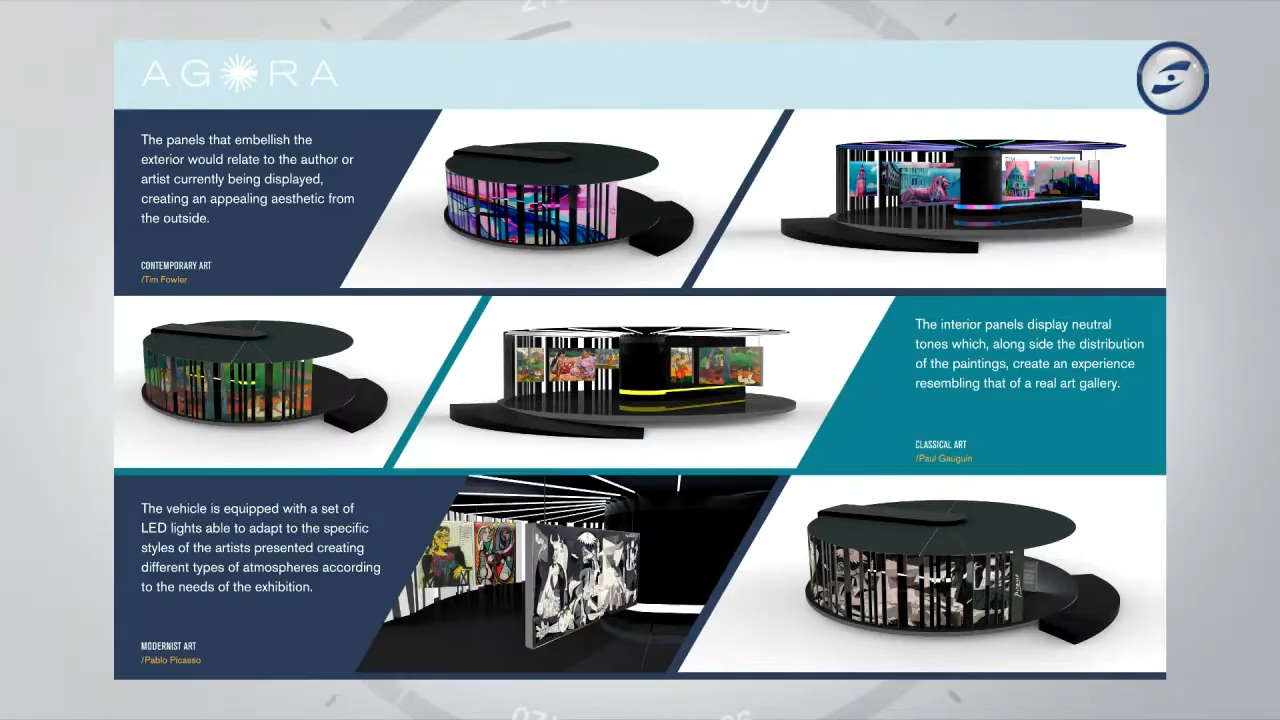 AGORA
The panels that embellish the
exterior would relate to the author or
artist currently being displayed,
creating an appealing aesthetic from
the outside.
CONTEMPORARY ART
/Tim Fowler
The interior panels display neutral
tones which, along side the distribution
of the paintings, create an experience
resembling that of a real art gallery.
CLASSICAL ART
/Paul Gauguin
The vehicle is equipped with a set of
LED lights able to adapt to the specific
styles of the artists presented creating
different types of atmospheres according
to the needs of the exhibition.
MODERNIST ART
/Pablo Picasso